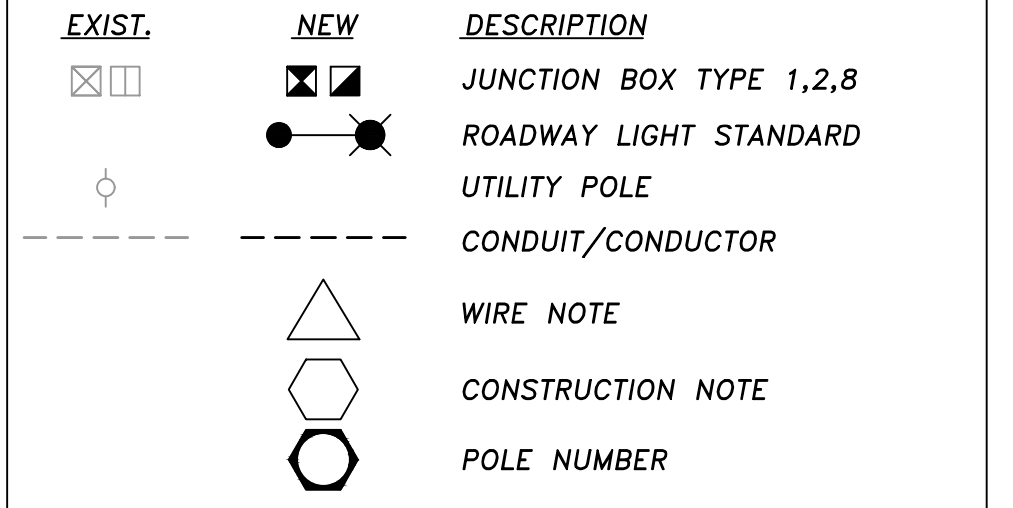 EXIST. NEW DESCRIPTION
JUNCTION BOX TYPE 1,2,8
ROADWAY LIGHT STANDARD
UTILITY POLE
CONDUIT/CONDUCTOR
WIRE NOTE
CONSTRUCTION NOTE
POLE NUMBER